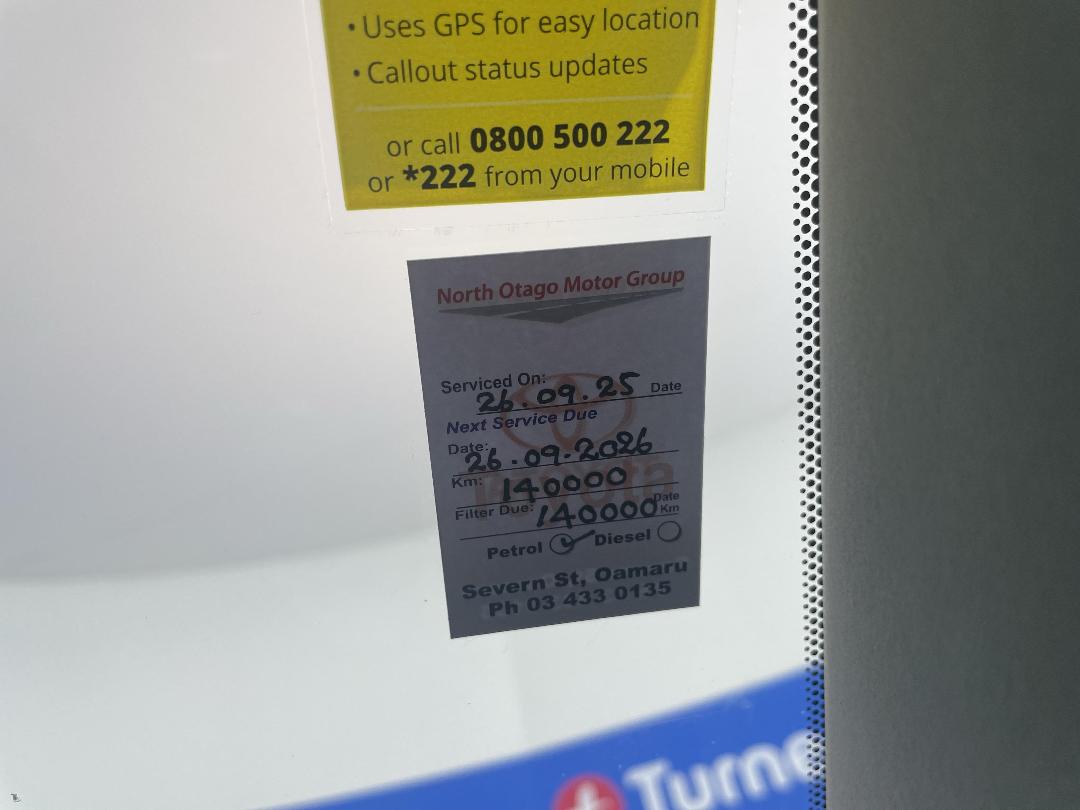 • Uses GPS for easy location
• Callout status updates
or call 0800 500 222
or *222 from your mobile
North Otago Motor Group
Serviced On: 26.09.25 Date
Next Service Due
Date: 26.09.2026
Km: 140000
Filter Due: 140000 Date Km
Petrol Diesel
Toyota
Severn St, Oamaru
Ph 03 433 0135
Turne